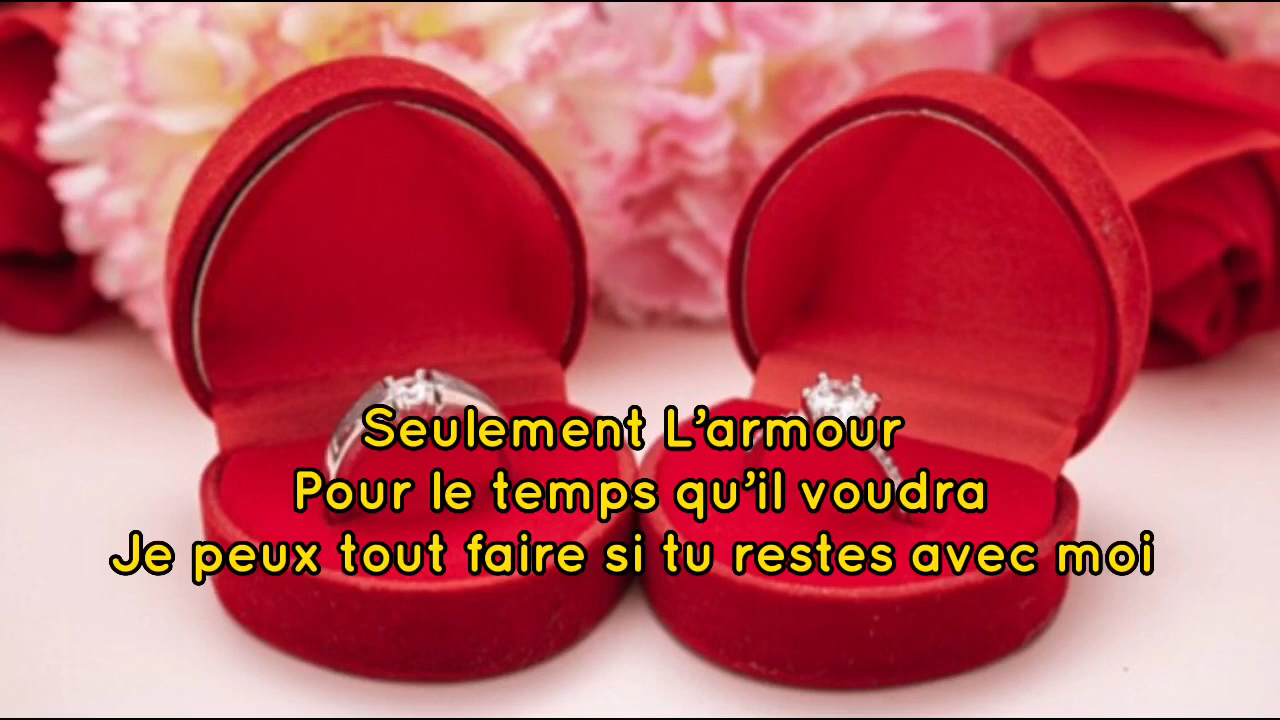 Seulement L'armour
Pour le temps qu'il voudra
Je peux tout faire si tu restes avec moi